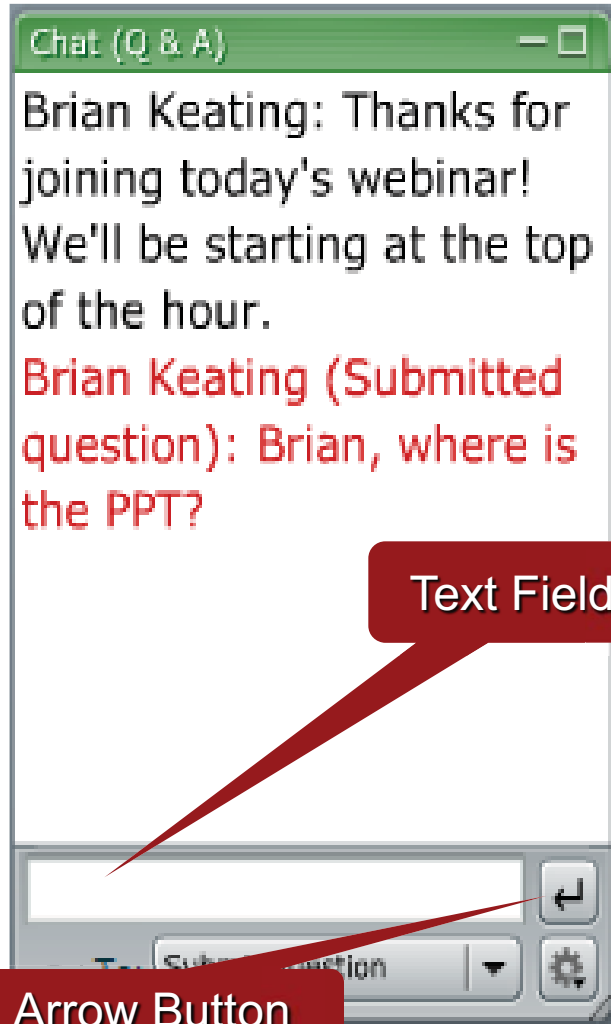 Chat (Q & A)
Brian Keating: Thanks for
joining today's webinar!
We'll be starting at the top
of the hour.
Brian Keating (Submitted
question): Brian, where is
the PPT?
Text Field
To:
Arrow Button